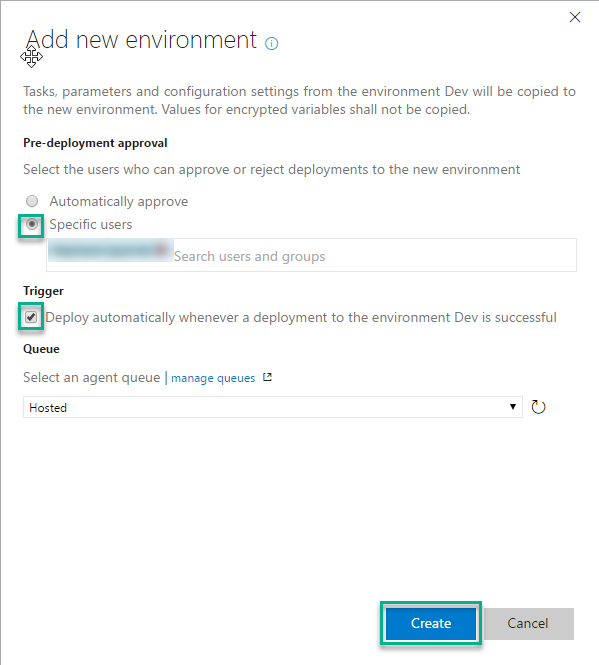 Add new environment
Tasks, parameters and configuration settings from the environment Dev will be copied to
the new environment. Values for encrypted variables shall not be copied.
Pre-deployment approval
Select the users who can approve or reject deployments to the new environment
Automatically approve
Specific users
Search users and groups
Trigger
Deploy automatically whenever a deployment to the environment Dev is successful
Queue
Select an agent queue | manage queues
Hosted
Create Cancel